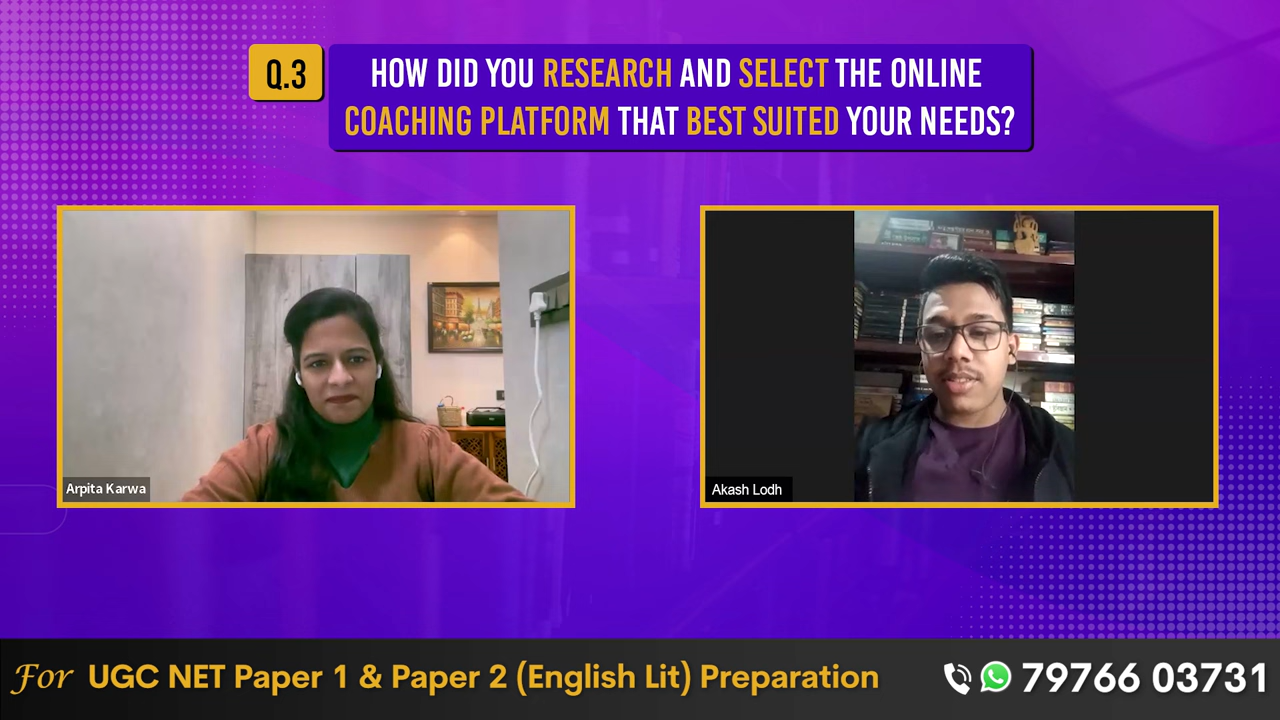 Q.3
HOW DID YOU RESEARCH AND SELECT THE ONLINE
COACHING PLATFORM THAT BEST SUITED YOUR NEEDS?
Arpita Karwa
Akash Lodh
For UGC NET Paper 1 & Paper 2 (English Lit) Preparation
79766 03731